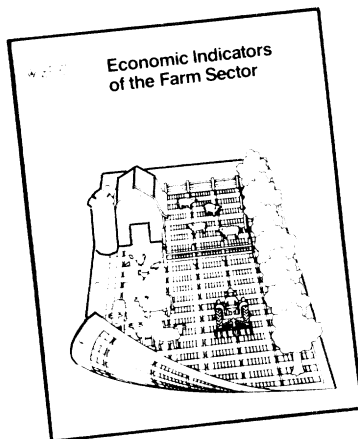 Economic Indicators
of the Farm Sector